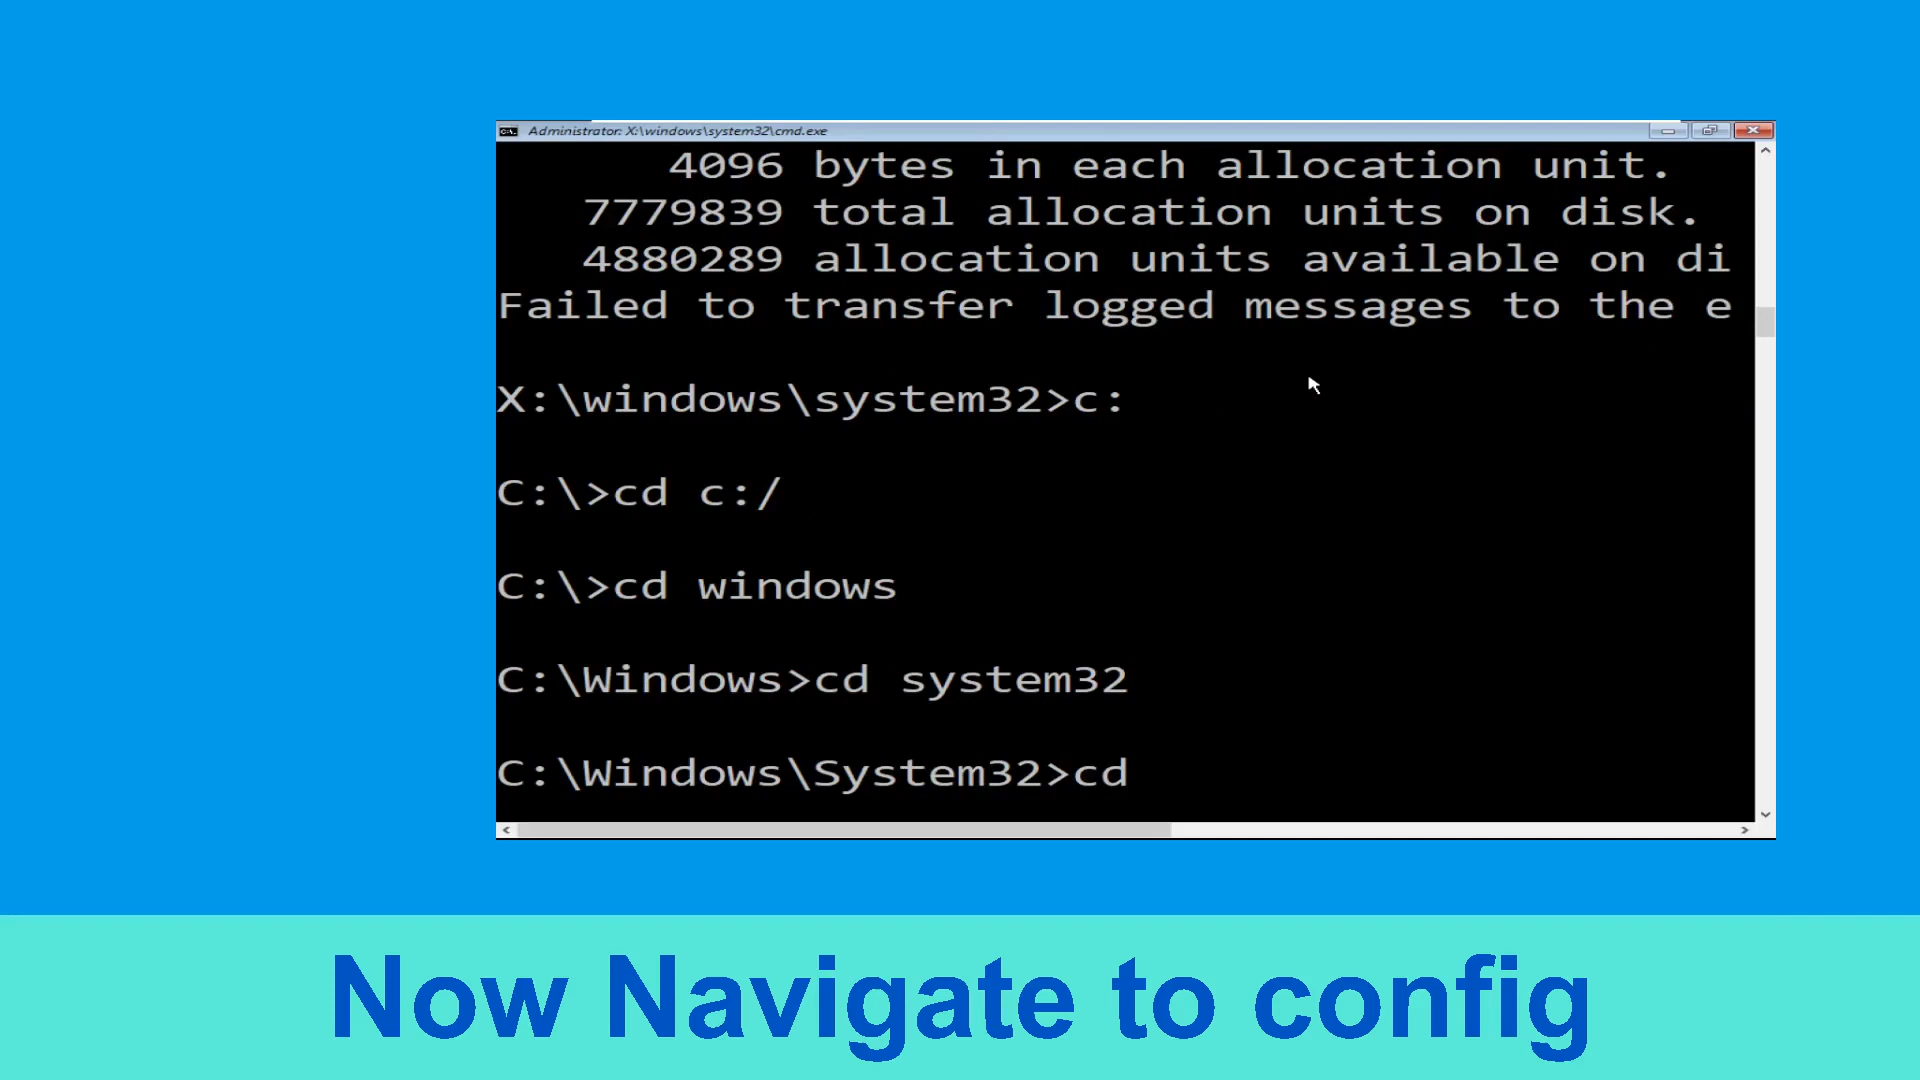 Administrator: X:\windows\system32\cmd.exe
4096 bytes in each allocation unit.
7779839 total allocation units on disk.
4880289 allocation units available on di
Failed to transfer logged messages to the e
X:\windows\system32>c:
C:\>cd c:/
C:\>cd windows
C:\Windows>cd system32
C:\Windows\System32>cd
Now Navigate to config